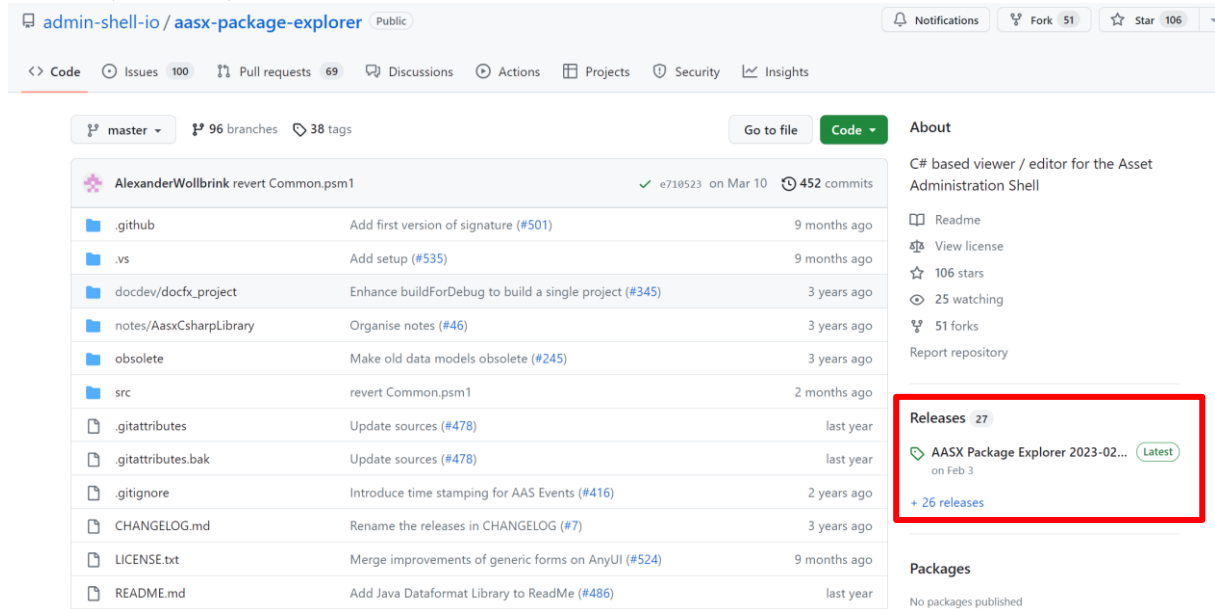 admin-shell-io / aasx-package-explorer Public
Notifications Fork 51 Star 106
Code Issues 100 Pull requests 69 Discussions Actions Projects Security Insights
master 96 branches 38 tags Go to file Code
AlexanderWollbrink revert Common.psm1 e710523 on Mar 10 452 commits
.github Add first version of signature (#501) 9 months ago
.vs Add setup (#535) 9 months ago
docdev/docfx_project Enhance buildForDebug to build a single project (#345) 3 years ago
notes/AasxCsharpLibrary Organise notes (#46) 3 years ago
obsolete Make old data models obsolete (#245) 3 years ago
src revert Common.psm1 2 months ago
.gitattributes Update sources (#478) last year
.gitattributes.bak Update sources (#478) last year
.gitignore Introduce time stamping for AAS Events (#416) 2 years ago
CHANGELOG.md Rename the releases in CHANGELOG (#7) 3 years ago
LICENSE.txt Merge improvements of generic forms on AnyUI (#524) 9 months ago
README.md Add Java Dataformat Library to ReadMe (#486) last year
About
C# based viewer / editor for the Asset
Administration Shell
Readme
View license
106 stars
25 watching
51 forks
Report repository
Releases 27
AASX Package Explorer 2023-02... Latest
on Feb 3
+ 26 releases
Packages
No packages published